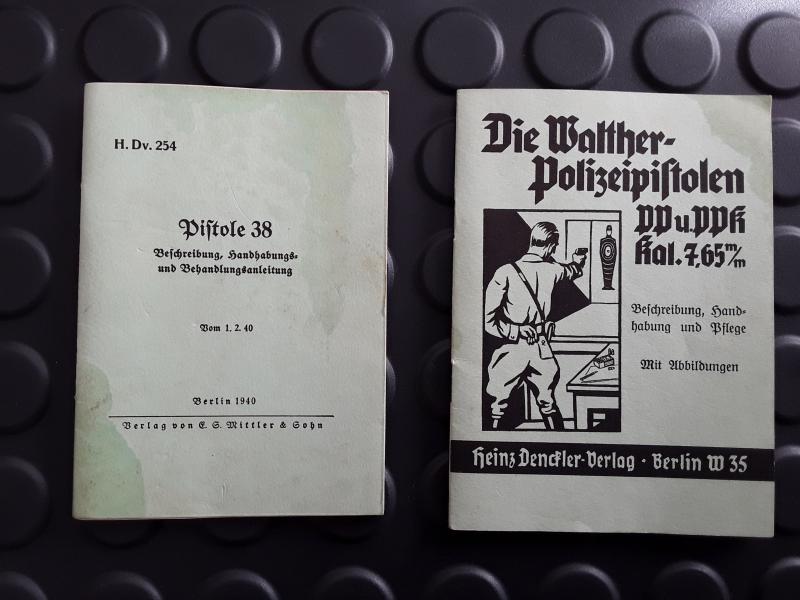 H. Dv. 254
Pistole 38
Beschreibung, Handhabungs-
und Behandlungsanleitung
Vom 1. 2. 40
Berlin 1940
Verlag von E. S. Mittler & Sohn
Die Walther-
Polizeipistolen
PP u PPK
Kal. 7,65 m/m
Beschreibung, Hand-
habung und Pflege
Mit Abbildungen
Heinz Denckler-Verlag · Berlin W 35